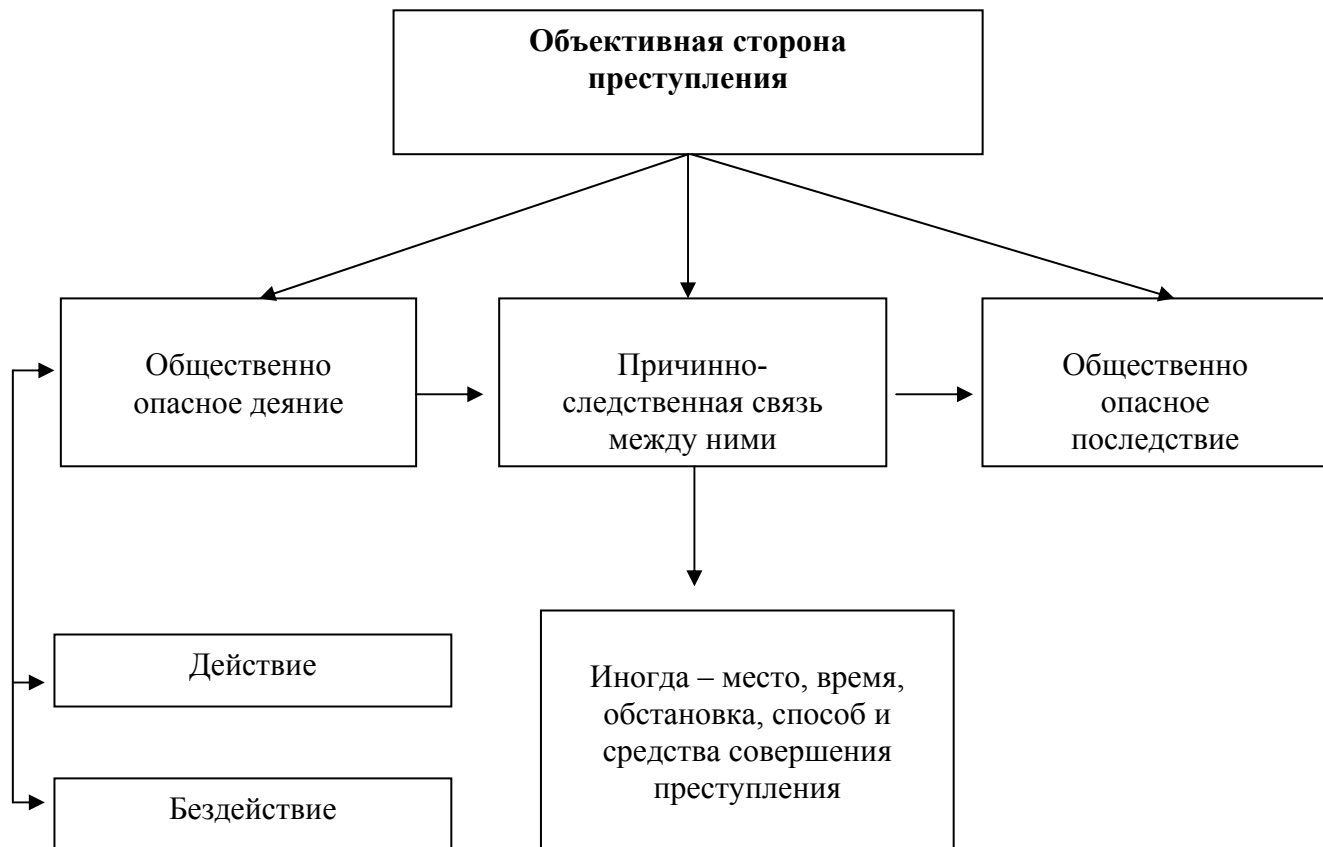 Объективная сторона
преступления
Общественно
опасное деяние
Причинно-
следственная связь
между ними
Общественно
опасное
последствие
Действие
Бездействие
Иногда – место, время,
обстановка, способ и
средства совершения
преступления